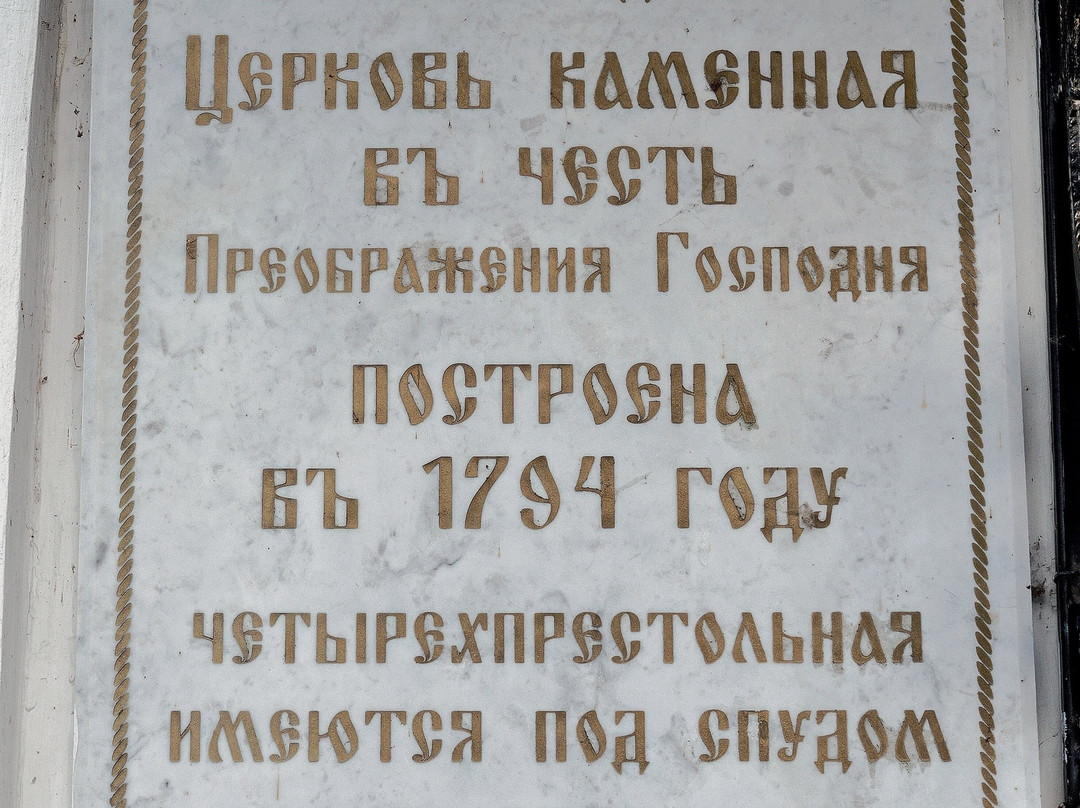 Церковь каменная
въ честь
Преображения Господня
построена
въ 1794 году
четырехпрестольная
имеются под спудом